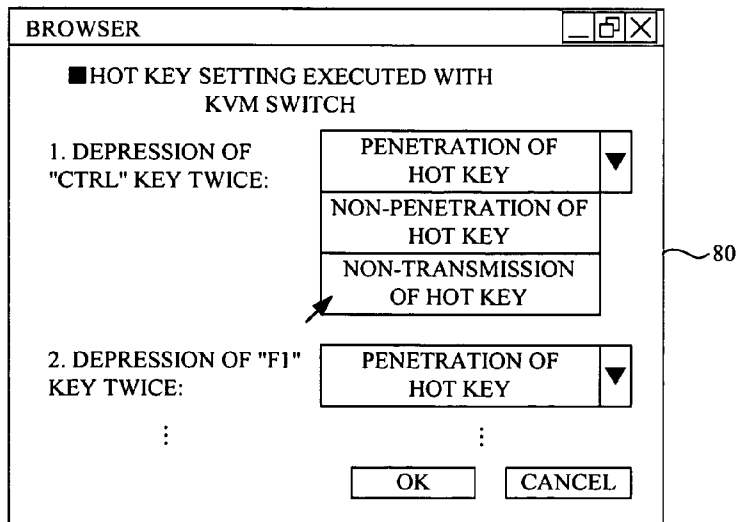 BROWSER
■HOT KEY SETTING EXECUTED WITH
KVM SWITCH
1. DEPRESSION OF
"CTRL" KEY TWICE:
PENETRATION OF
HOT KEY
NON-PENETRATION OF
HOT KEY
NON-TRANSMISSION
OF HOT KEY
80
2. DEPRESSION OF "F1"
KEY TWICE:
PENETRATION OF
HOT KEY
⋮
⋮
OK
CANCEL